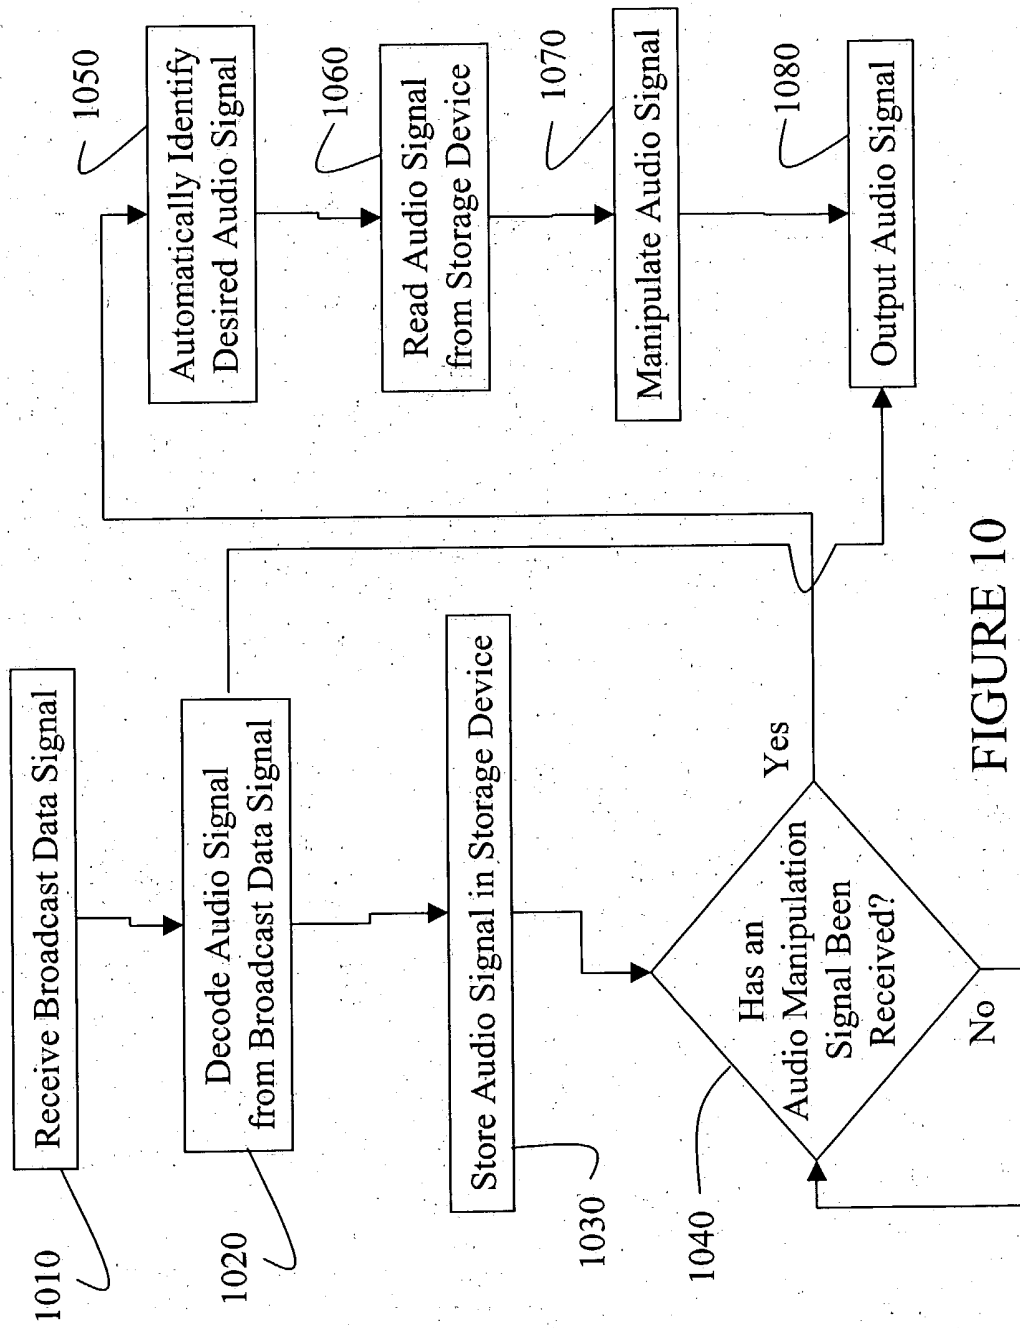 1010
Receive Broadcast Data Signal
1020
Decode Audio Signal
from Broadcast Data Signal
1030
Store Audio Signal in Storage Device
1040
Has an
Audio Manipulation
Signal Been
Received?
Yes
No
1050
Automatically Identify
Desired Audio Signal
1060
Read Audio Signal
from Storage Device
1070
Manipulate Audio Signal
1080
Output Audio Signal
FIGURE 10